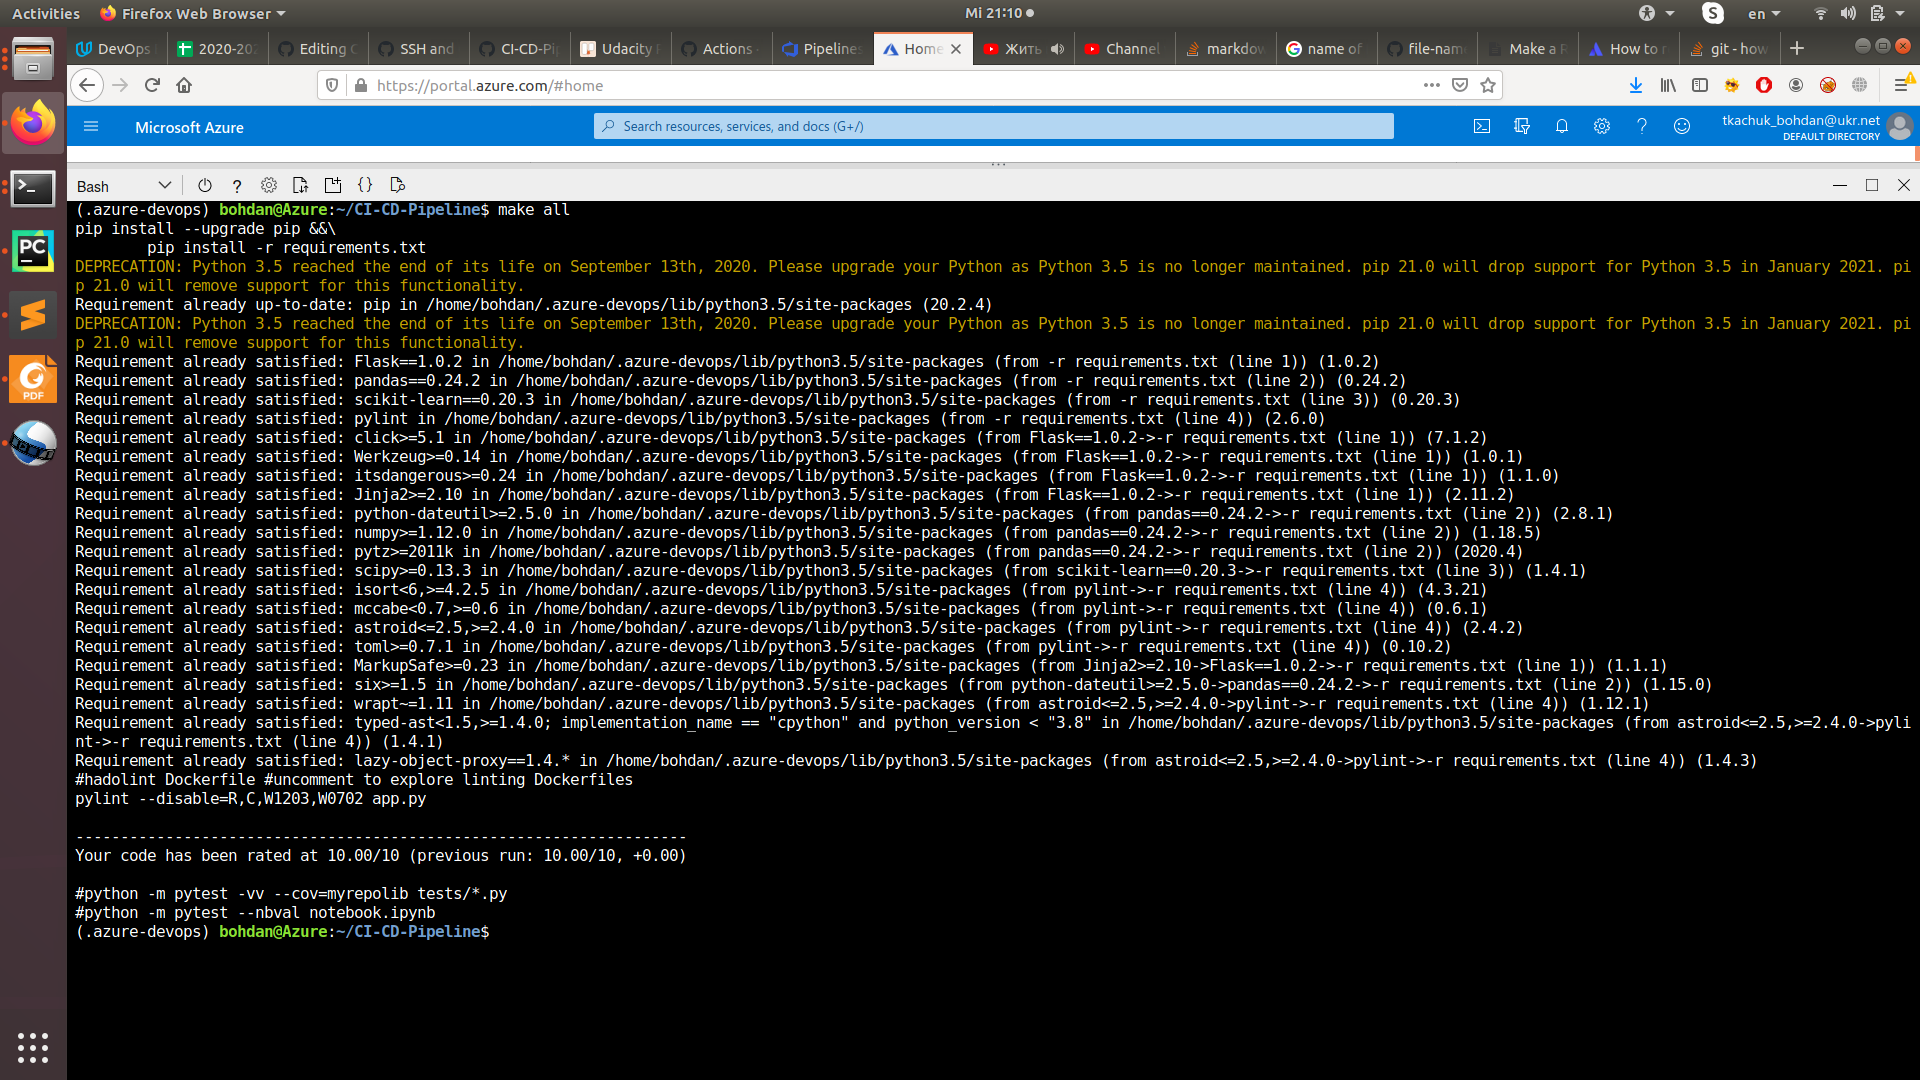 Activities
Firefox Web Browser
Mi 21:10
en
DevOps
2020-202
Editing C
SSH and
CI-CD-Pi
Udacity
Actions
Pipelines
Home
Жить
Channel
markdow
name of
file-name
Make a R
How to r
git - how
https://portal.azure.com/#home
Microsoft Azure
Search resources, services, and docs (G+/)
tkachuk_bohdan@ukr.net
DEFAULT DIRECTORY
Bash
(.azure-devops) bohdan@Azure:~/CI-CD-Pipeline$ make all
pip install --upgrade pip &&\
pip install -r requirements.txt
DEPRECATION: Python 3.5 reached the end of its life on September 13th, 2020. Please upgrade your Python as Python 3.5 is no longer maintained. pip 21.0 will drop support for Python 3.5 in January 2021. pi
p 21.0 will remove support for this functionality.
Requirement already up-to-date: pip in /home/bohdan/.azure-devops/lib/python3.5/site-packages (20.2.4)
DEPRECATION: Python 3.5 reached the end of its life on September 13th, 2020. Please upgrade your Python as Python 3.5 is no longer maintained. pip 21.0 will drop support for Python 3.5 in January 2021. pi
p 21.0 will remove support for this functionality.
Requirement already satisfied: Flask==1.0.2 in /home/bohdan/.azure-devops/lib/python3.5/site-packages (from -r requirements.txt (line 1)) (1.0.2)
Requirement already satisfied: pandas==0.24.2 in /home/bohdan/.azure-devops/lib/python3.5/site-packages (from -r requirements.txt (line 2)) (0.24.2)
Requirement already satisfied: scikit-learn==0.20.3 in /home/bohdan/.azure-devops/lib/python3.5/site-packages (from -r requirements.txt (line 3)) (0.20.3)
Requirement already satisfied: pylint in /home/bohdan/.azure-devops/lib/python3.5/site-packages (from -r requirements.txt (line 4)) (2.6.0)
Requirement already satisfied: click>=5.1 in /home/bohdan/.azure-devops/lib/python3.5/site-packages (from Flask==1.0.2->-r requirements.txt (line 1)) (7.1.2)
Requirement already satisfied: Werkzeug>=0.14 in /home/bohdan/.azure-devops/lib/python3.5/site-packages (from Flask==1.0.2->-r requirements.txt (line 1)) (1.0.1)
Requirement already satisfied: itsdangerous>=0.24 in /home/bohdan/.azure-devops/lib/python3.5/site-packages (from Flask==1.0.2->-r requirements.txt (line 1)) (1.1.0)
Requirement already satisfied: Jinja2>=2.10 in /home/bohdan/.azure-devops/lib/python3.5/site-packages (from Flask==1.0.2->-r requirements.txt (line 1)) (2.11.2)
Requirement already satisfied: python-dateutil>=2.5.0 in /home/bohdan/.azure-devops/lib/python3.5/site-packages (from pandas==0.24.2->-r requirements.txt (line 2)) (2.8.1)
Requirement already satisfied: numpy>=1.12.0 in /home/bohdan/.azure-devops/lib/python3.5/site-packages (from pandas==0.24.2->-r requirements.txt (line 2)) (1.18.5)
Requirement already satisfied: pytz>=2011k in /home/bohdan/.azure-devops/lib/python3.5/site-packages (from pandas==0.24.2->-r requirements.txt (line 2)) (2020.4)
Requirement already satisfied: scipy>=0.13.3 in /home/bohdan/.azure-devops/lib/python3.5/site-packages (from scikit-learn==0.20.3->-r requirements.txt (line 3)) (1.4.1)
Requirement already satisfied: isort<6,>=4.2.5 in /home/bohdan/.azure-devops/lib/python3.5/site-packages (from pylint->-r requirements.txt (line 4)) (4.3.21)
Requirement already satisfied: mccabe<0.7,>=0.6 in /home/bohdan/.azure-devops/lib/python3.5/site-packages (from pylint->-r requirements.txt (line 4)) (0.6.1)
Requirement already satisfied: astroid<=2.5,>=2.4.0 in /home/bohdan/.azure-devops/lib/python3.5/site-packages (from pylint->-r requirements.txt (line 4)) (2.4.2)
Requirement already satisfied: toml>=0.7.1 in /home/bohdan/.azure-devops/lib/python3.5/site-packages (from pylint->-r requirements.txt (line 4)) (0.10.2)
Requirement already satisfied: MarkupSafe>=0.23 in /home/bohdan/.azure-devops/lib/python3.5/site-packages (from Jinja2>=2.10->Flask==1.0.2->-r requirements.txt (line 1)) (1.1.1)
Requirement already satisfied: six>=1.5 in /home/bohdan/.azure-devops/lib/python3.5/site-packages (from python-dateutil>=2.5.0->pandas==0.24.2->-r requirements.txt (line 2)) (1.15.0)
Requirement already satisfied: wrapt~=1.11 in /home/bohdan/.azure-devops/lib/python3.5/site-packages (from astroid<=2.5,>=2.4.0->pylint->-r requirements.txt (line 4)) (1.12.1)
Requirement already satisfied: typed-ast<1.5,>=1.4.0; implementation_name == "cpython" and python_version < "3.8" in /home/bohdan/.azure-devops/lib/python3.5/site-packages (from astroid<=2.5,>=2.4.0->pyli
nt->-r requirements.txt (line 4)) (1.4.1)
Requirement already satisfied: lazy-object-proxy==1.4.* in /home/bohdan/.azure-devops/lib/python3.5/site-packages (from astroid<=2.5,>=2.4.0->pylint->-r requirements.txt (line 4)) (1.4.3)
#hadolint Dockerfile #uncomment to explore linting Dockerfiles
pylint --disable=R,C,W1203,W0702 app.py
--------------------------------------------------------------------
Your code has been rated at 10.00/10 (previous run: 10.00/10, +0.00)
#python -m pytest -vv --cov=myrepolib tests/*.py
#python -m pytest --nbval notebook.ipynb
(.azure-devops) bohdan@Azure:~/CI-CD-Pipeline$
PC
PDF